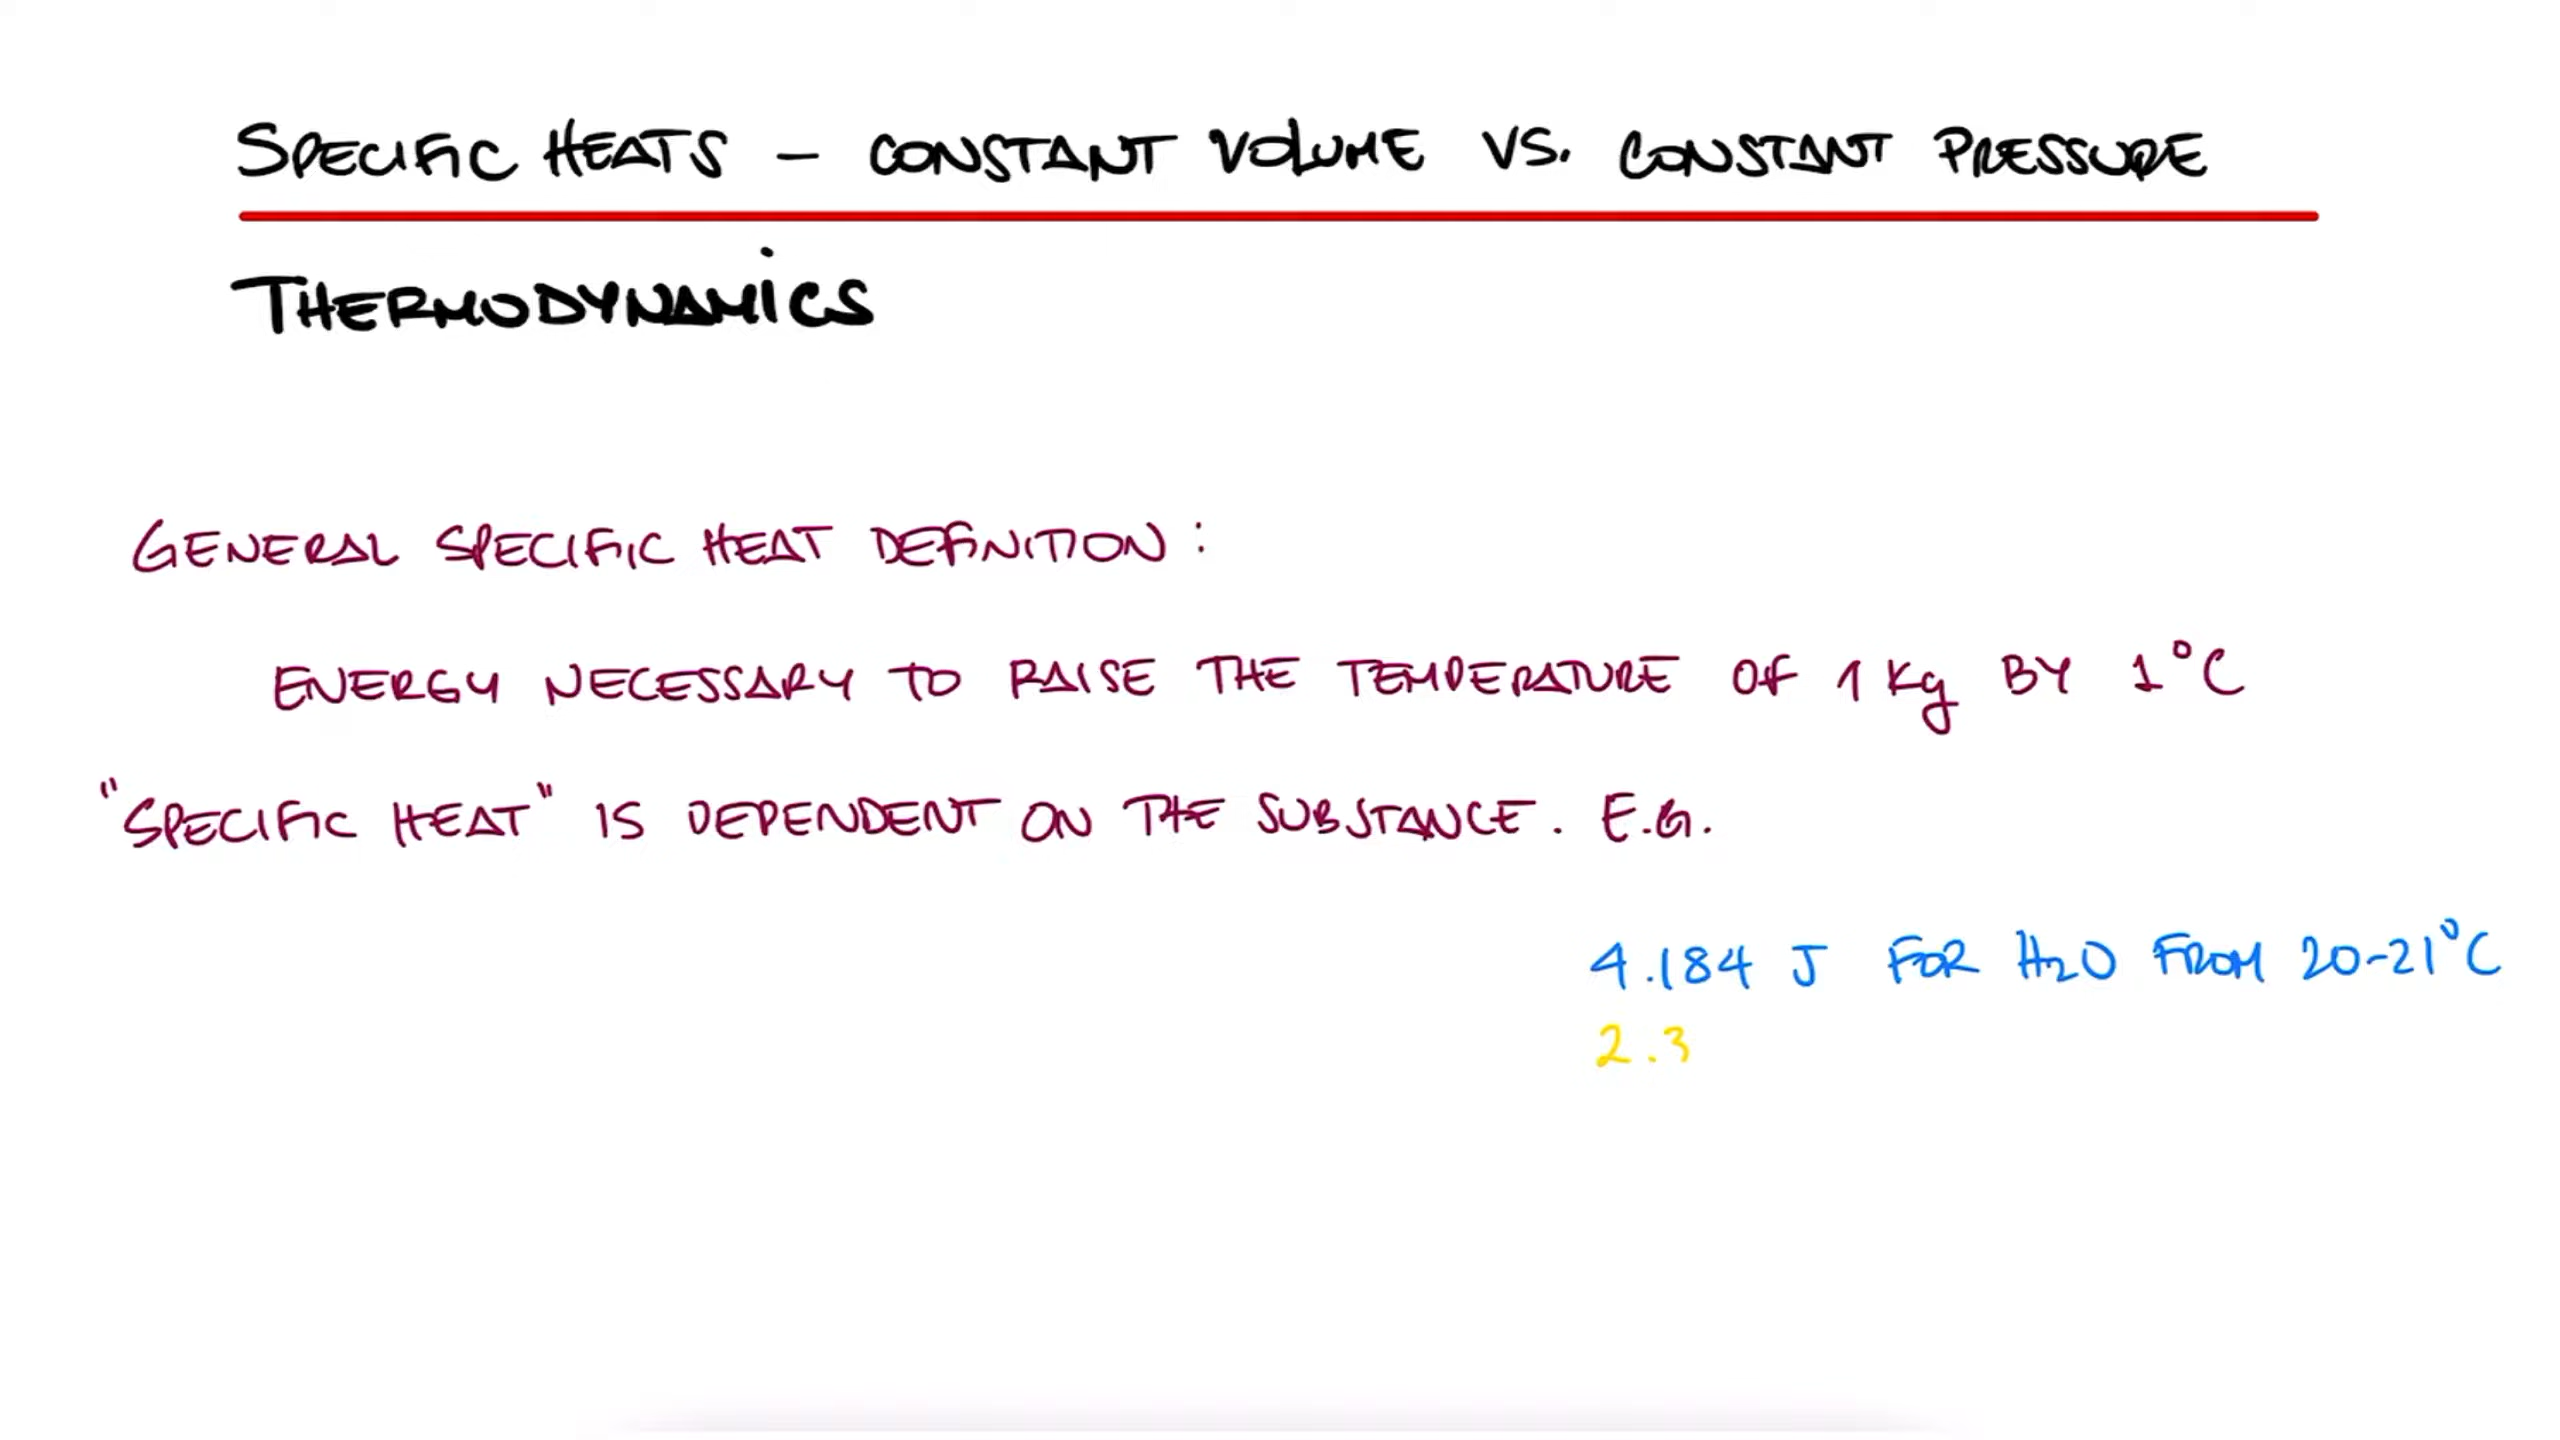 SPECIFIC HEATS – CONSTANT VOLUME VS. CONSTANT PRESSURE
THERMODYNAMICS
GENERAL SPECIFIC HEAT DEFINITION:
ENERGY NECESSARY TO RAISE THE TEMPERATURE OF 1 Kg BY 1°C
"SPECIFIC HEAT" IS DEPENDENT ON THE SUBSTANCE. E.G.
4.184 J FOR H₂O FROM 20-21°C
2.3